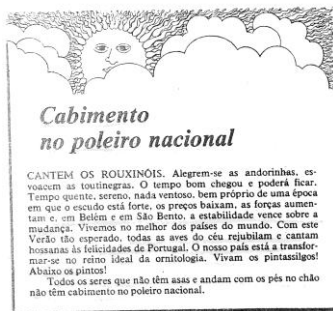 Cabimento
no poleiro nacional
CANTEM OS ROUXINÓIS. Alegrem-se as andorinhas, es-
voacem as toutinegras. O tempo bom chegou e poderá ficar.
Tempo quente, sereno, nada ventoso, bem próprio de uma época
em que o escudo está forte, os preços baixam, as forças aumen-
tam e, em Belém e em São Bento, a estabilidade vence sobre a
mudança. Vivemos no melhor dos países do mundo. Com este
Verão tão esperado, todas as aves do céu rejubilam e cantam
hossanas às felicidades de Portugal. O nosso país está a transfor-
mar-se no reino ideal da ornitologia. Vivam os pintassilgos!
Abaixo os pintos!
Todos os seres que não têm asas e andam com os pés no chão
não têm cabimento no poleiro nacional.